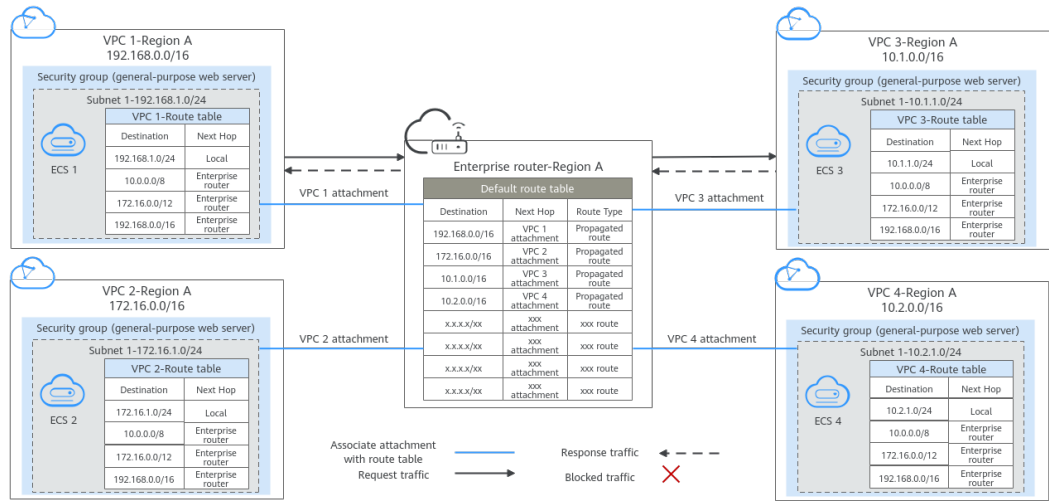 VPC 1-Region A
192.168.0.0/16
Security group (general-purpose web server)
Subnet 1-192.168.1.0/24
VPC 1-Route table
Destination Next Hop
192.168.1.0/24 Local
10.0.0.0/8 Enterprise router
172.16.0.0/12 Enterprise router
192.168.0.0/16 Enterprise router
ECS 1
VPC 2-Region A
172.16.0.0/16
Security group (general-purpose web server)
Subnet 1-172.16.1.0/24
VPC 2-Route table
Destination Next Hop
172.16.1.0/24 Local
10.0.0.0/8 Enterprise router
172.16.0.0/12 Enterprise router
192.168.0.0/16 Enterprise router
ECS 2
VPC 1 attachment
VPC 2 attachment
Enterprise router-Region A
Default route table
Destination Next Hop Route Type
192.168.0.0/16 VPC 1 attachment Propagated route
172.16.0.0/16 VPC 2 attachment Propagated route
10.1.0.0/16 VPC 3 attachment Propagated route
10.2.0.0/16 VPC 4 attachment Propagated route
x.x.x.x/xx xxx attachment xxx route
x.x.x.x/xx xxx attachment xxx route
x.x.x.x/xx xxx attachment xxx route
x.x.x.x/xx xxx attachment xxx route
VPC 3 attachment
VPC 4 attachment
VPC 3-Region A
10.1.0.0/16
Security group (general-purpose web server)
Subnet 1-10.1.1.0/24
VPC 3-Route table
Destination Next Hop
10.1.1.0/24 Local
10.0.0.0/8 Enterprise router
172.16.0.0/12 Enterprise router
192.168.0.0/16 Enterprise router
ECS 3
VPC 4-Region A
10.2.0.0/16
Security group (general-purpose web server)
Subnet 1-10.2.1.0/24
VPC 4-Route table
Destination Next Hop
10.2.1.0/24 Local
10.0.0.0/8 Enterprise router
172.16.0.0/12 Enterprise router
192.168.0.0/16 Enterprise router
ECS 4
Associate attachment
with route table
Request traffic
Response traffic
Blocked traffic